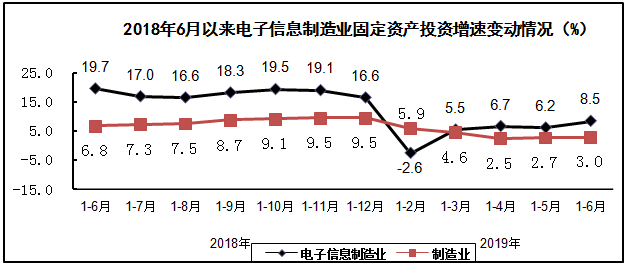 2018年6月以来电子信息制造业固定资产投资增速变动情况（%）
19.7 17.0 16.6 18.3 19.5 19.1 16.6 -2.6 5.5 6.7 6.2 8.5
6.8 7.3 7.5 8.7 9.1 9.5 9.5 5.9 4.6 2.5 2.7 3.0
25.0
15.0
5.0
-5.0
-15.0
1-6月 1-7月 1-8月 1-9月 1-10月 1-11月 1-12月 1-2月 1-3月 1-4月 1-5月 1-6月
2018年 2019年
电子信息制造业 制造业